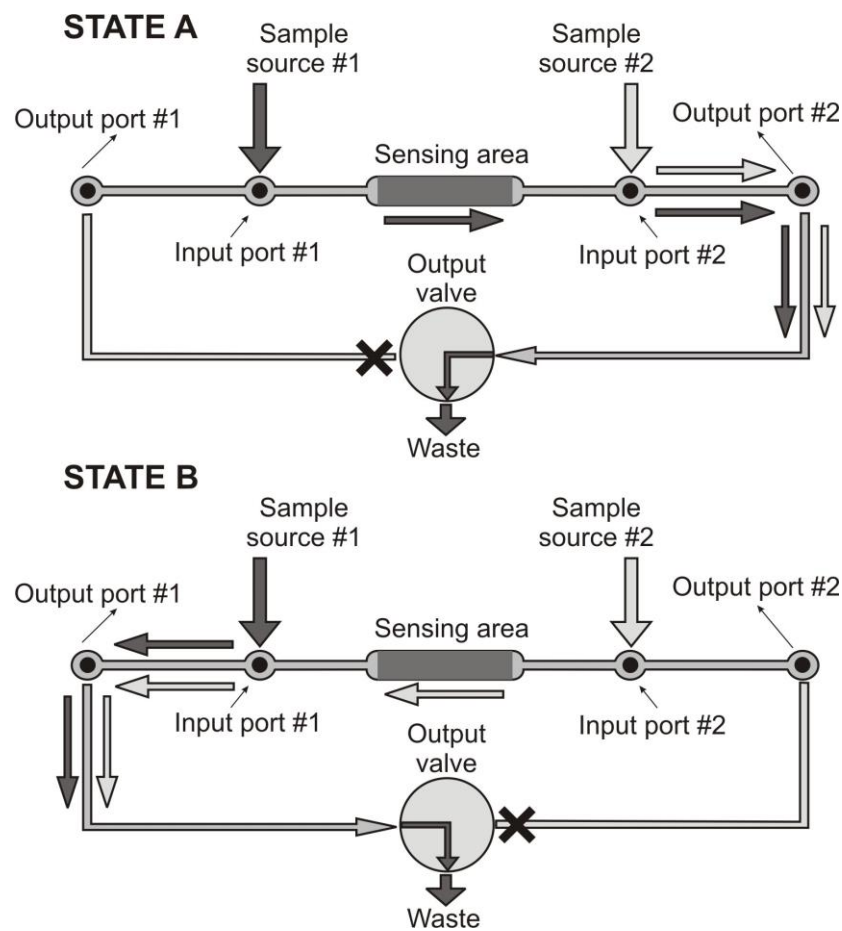 STATE A
Sample
source #1
Sample
source #2
Output port #1
Output port #2
Sensing area
Input port #1
Output
valve
Input port #2
Waste
STATE B
Sample
source #1
Sample
source #2
Output port #1
Output port #2
Sensing area
Input port #1
Output
valve
Input port #2
Waste